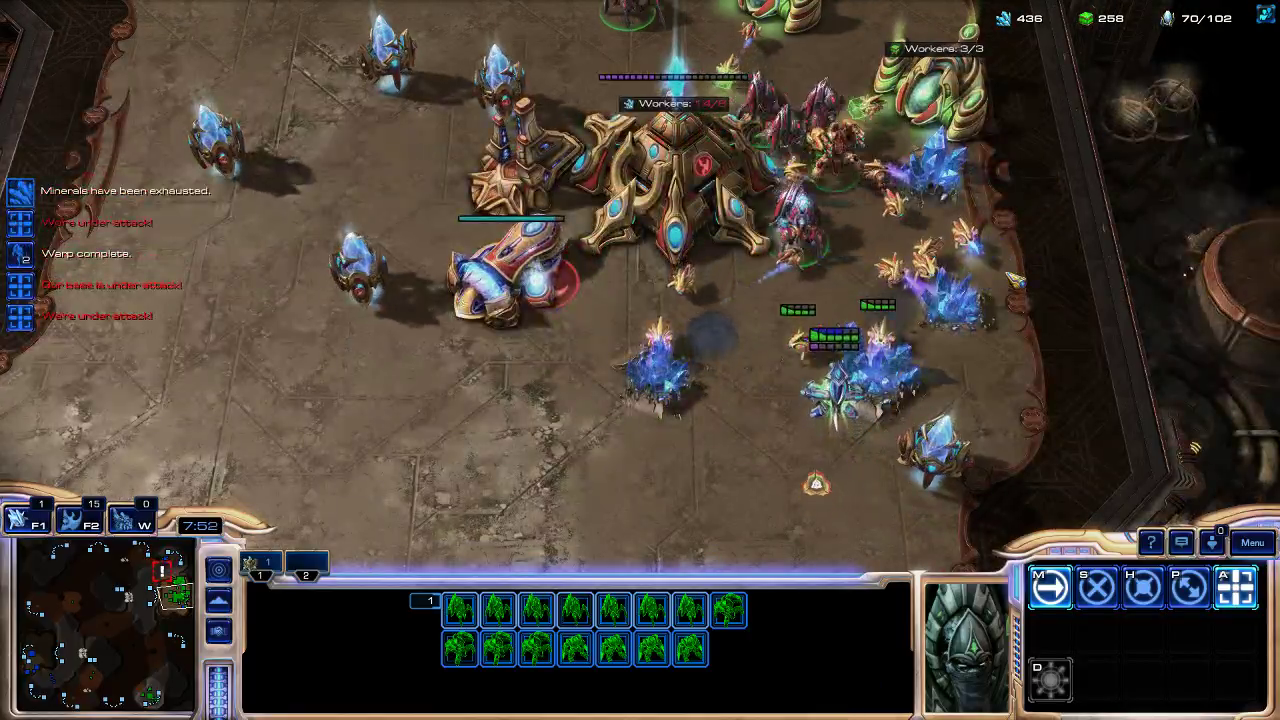 436 258 70/102
Workers: 3/3
Workers: 14/8
Minerals have been exhausted.
We're under attack!
2 Warp complete.
Our base is under attack!
We're under attack!
1 15 0
F1 F2 W
7:52
? 0 Menu
1
1 2
1
M S H P A
D